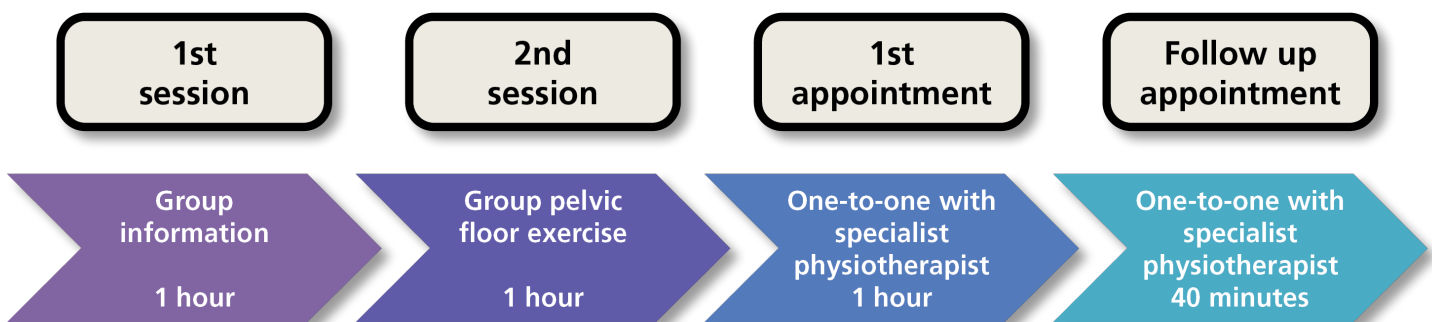 1st
session
2nd
session
1st
appointment
Follow up
appointment
Group
information
1 hour
Group pelvic
floor exercise
1 hour
One-to-one with
specialist
physiotherapist
1 hour
One-to-one with
specialist
physiotherapist
40 minutes